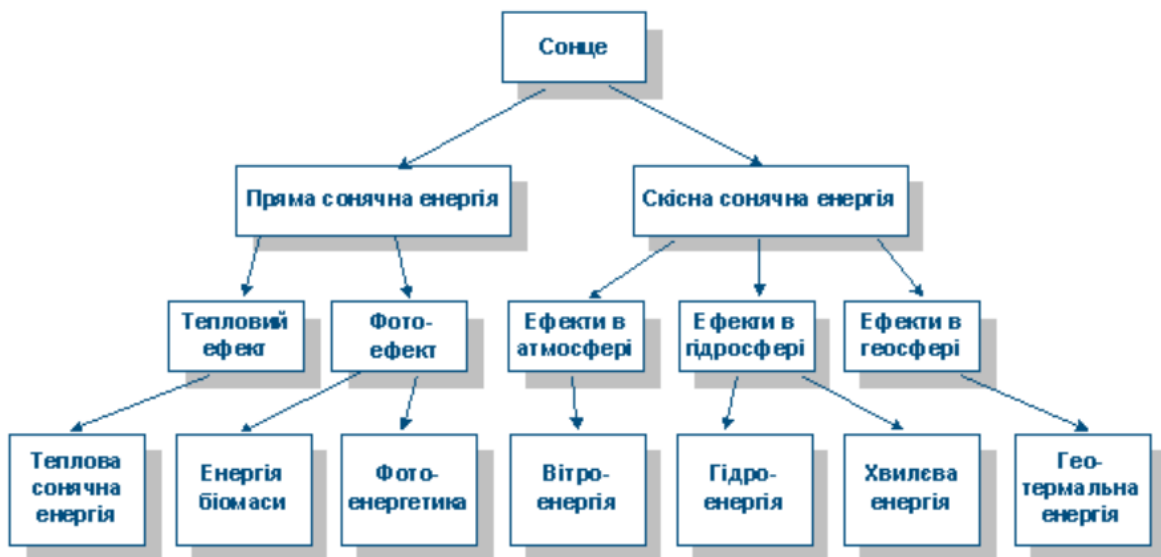 Сонце
Пряма сонячна енергія
Скісна сонячна енергія
Тепловий
ефект
Фото-
ефект
Ефекти в
атмосфері
Ефекти в
гідросфері
Ефекти в
геосфері
Теплова
сонячна
енергія
Енергія
біомаси
Фото-
енергетика
Вітро-
енергія
Гідро-
енергія
Хвилєва
енергія
Гео-
термальна
енергія